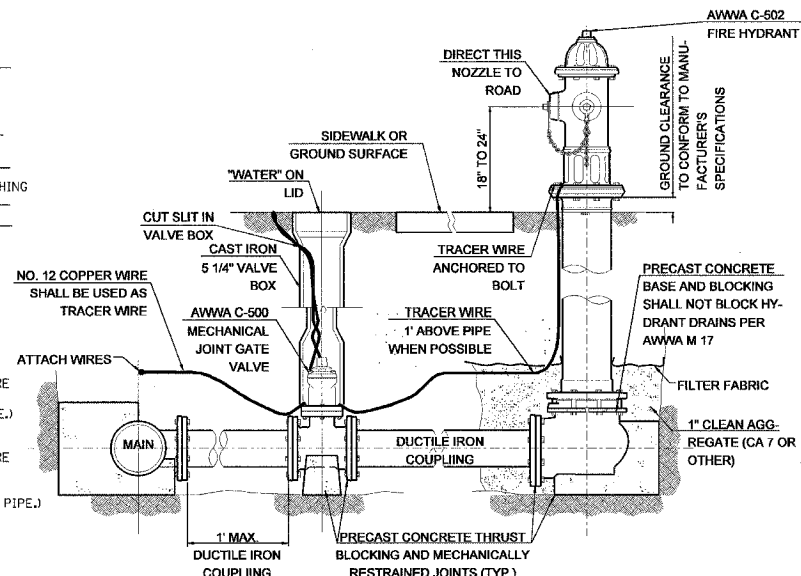 AWWA C-502
FIRE HYDRANT
DIRECT THIS
NOZZLE TO
ROAD
GROUND CLEARANCE
TO CONFORM TO MANU-
FACTURER'S
SPECIFICATIONS
18" TO 24"
SIDEWALK OR
GROUND SURFACE
"WATER" ON
LID
HING
CUT SLIT IN
VALVE BOX
CAST IRON
5 1/4" VALVE
BOX
TRACER WIRE
ANCHORED TO
BOLT
NO. 12 COPPER WIRE
SHALL BE USED AS
TRACER WIRE
AWWA C-500
MECHANICAL
JOINT GATE
VALVE
TRACER WIRE
1' ABOVE PIPE
WHEN POSSIBLE
PRECAST CONCRETE
BASE AND BLOCKING
SHALL NOT BLOCK HY-
DRANT DRAINS PER
AWWA M 17
ATTACH WIRES
FILTER FABRIC
RE
E.)
MAIN
DUCTILE IRON
COUPLIING
1" CLEAN AGG-
REGATE (CA 7 OR
OTHER)
RE
PIPE.)
1' MAX.
DUCTILE IRON
COUPLIING
PRECAST CONCRETE THRUST
BLOCKING AND MECHANICALLY
RESTRAINED JOINTS (TYP.)